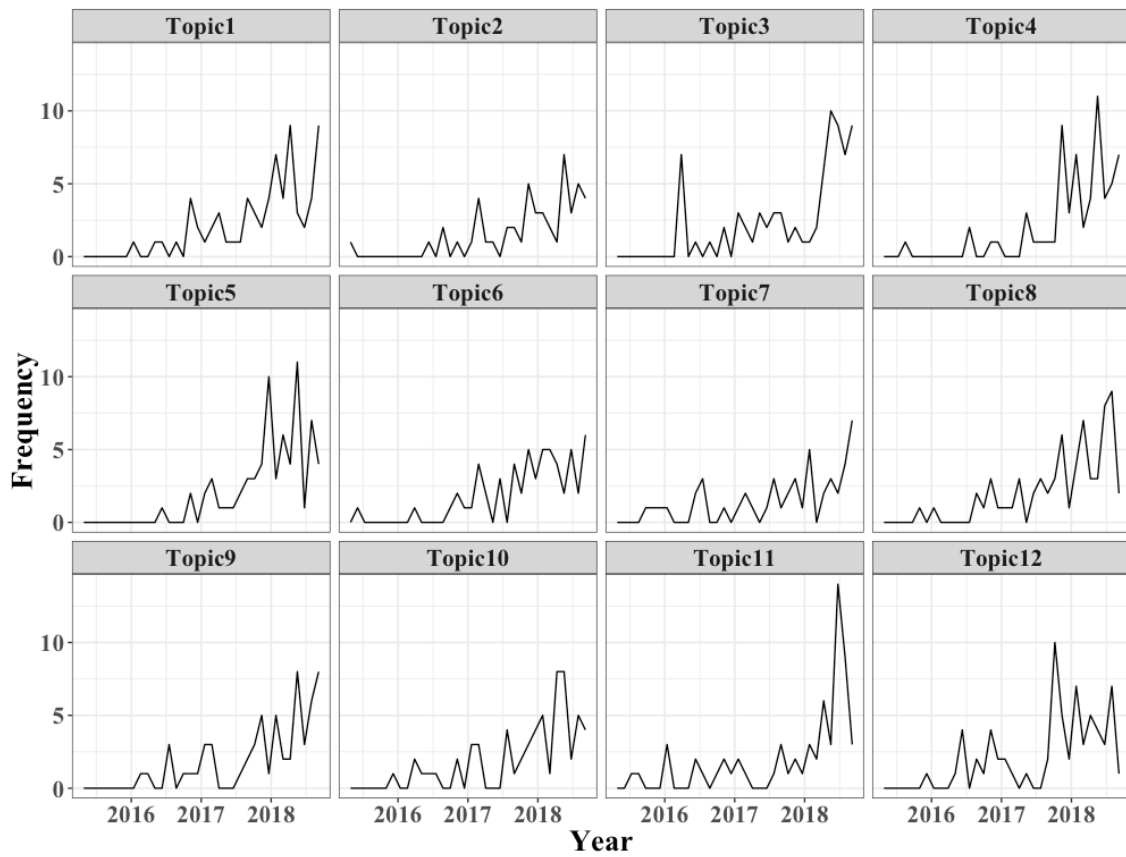 Topic1 Topic2 Topic3 Topic4
10
5
0
Topic5 Topic6 Topic7 Topic8
10
5
0
Topic9 Topic10 Topic11 Topic12
10
5
0
2016 2017 2018 2016 2017 2018 2016 2017 2018 2016 2017 2018
Frequency
Year